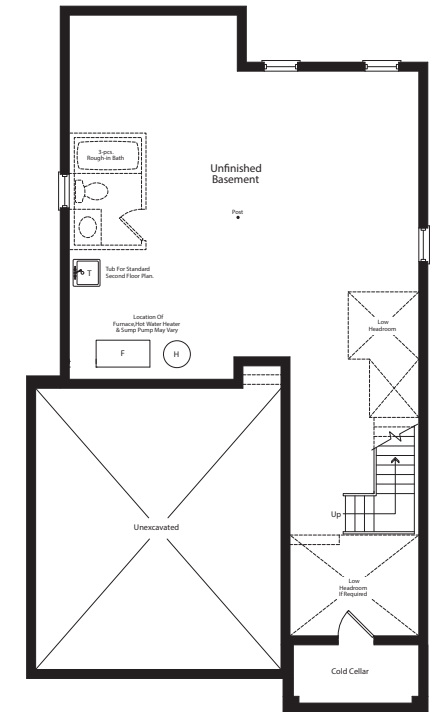 3-pcs.
Rough-in Bath
Unfinished
Basement
Post
T
Tub For Standard
Second Floor Plan.
Location Of
Furnace,Hot Water Heater
& Sump Pump May Vary
F
H
Low
Headroom
Up
Unexcavated
Low
Headroom
If Required
Cold Cellar